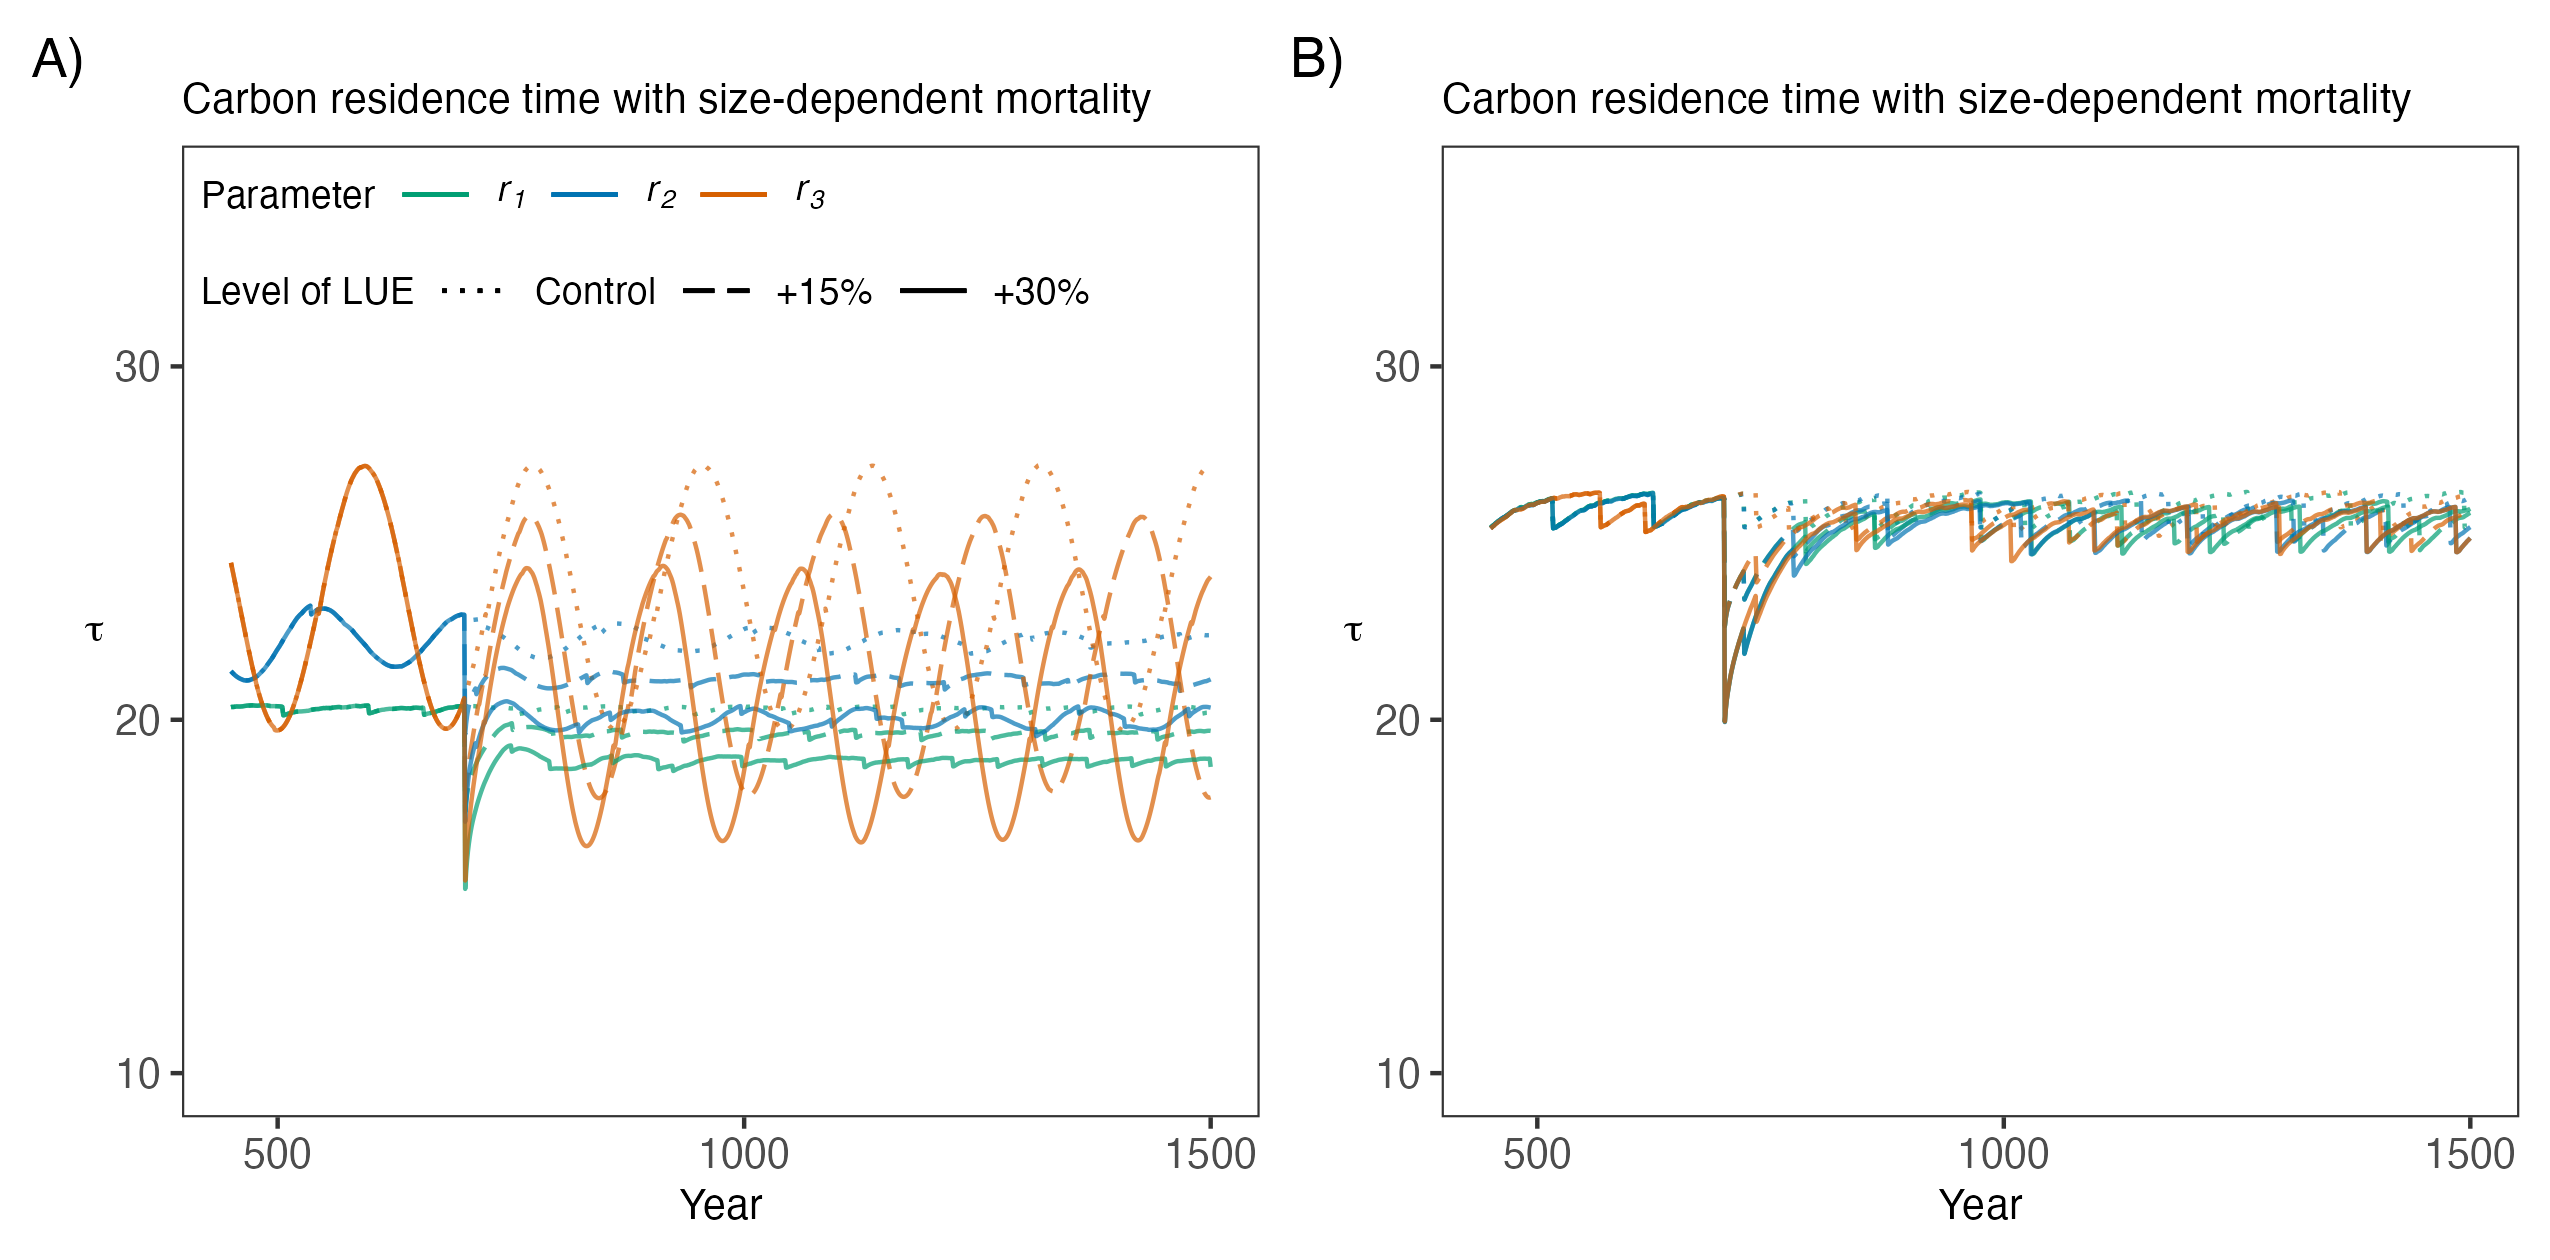 A)
Carbon residence time with size-dependent mortality
Parameter r1 r2 r3
Level of LUE Control +15% +30%
30
20
10
τ
500 1000 1500
Year
B)
Carbon residence time with size-dependent mortality
30
20
10
τ
500 1000 1500
Year